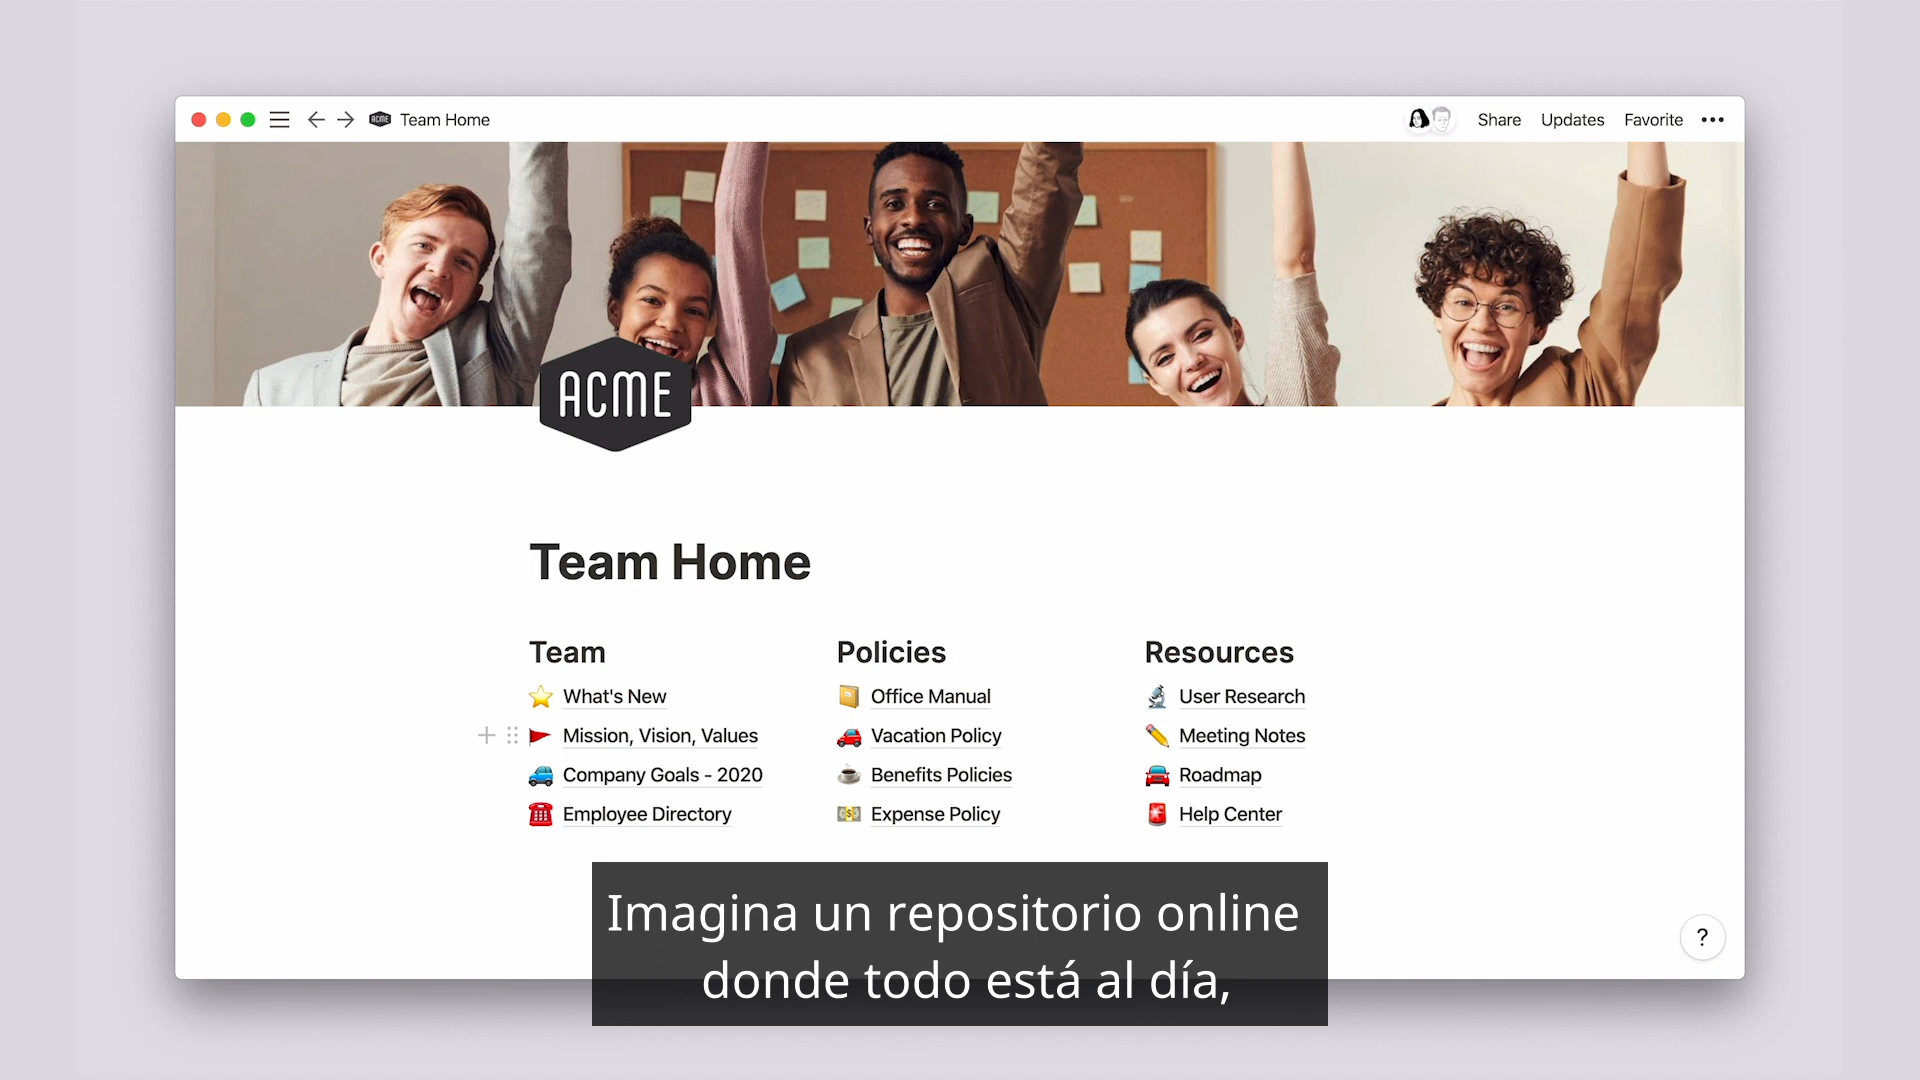 ACME Team Home
Share Updates Favorite
ACME
Team Home
Team
What's New
Mission, Vision, Values
Company Goals - 2020
Employee Directory
Policies
Office Manual
Vacation Policy
Benefits Policies
Expense Policy
Resources
User Research
Meeting Notes
Roadmap
Help Center
?
Imagina un repositorio online
donde todo está al día,